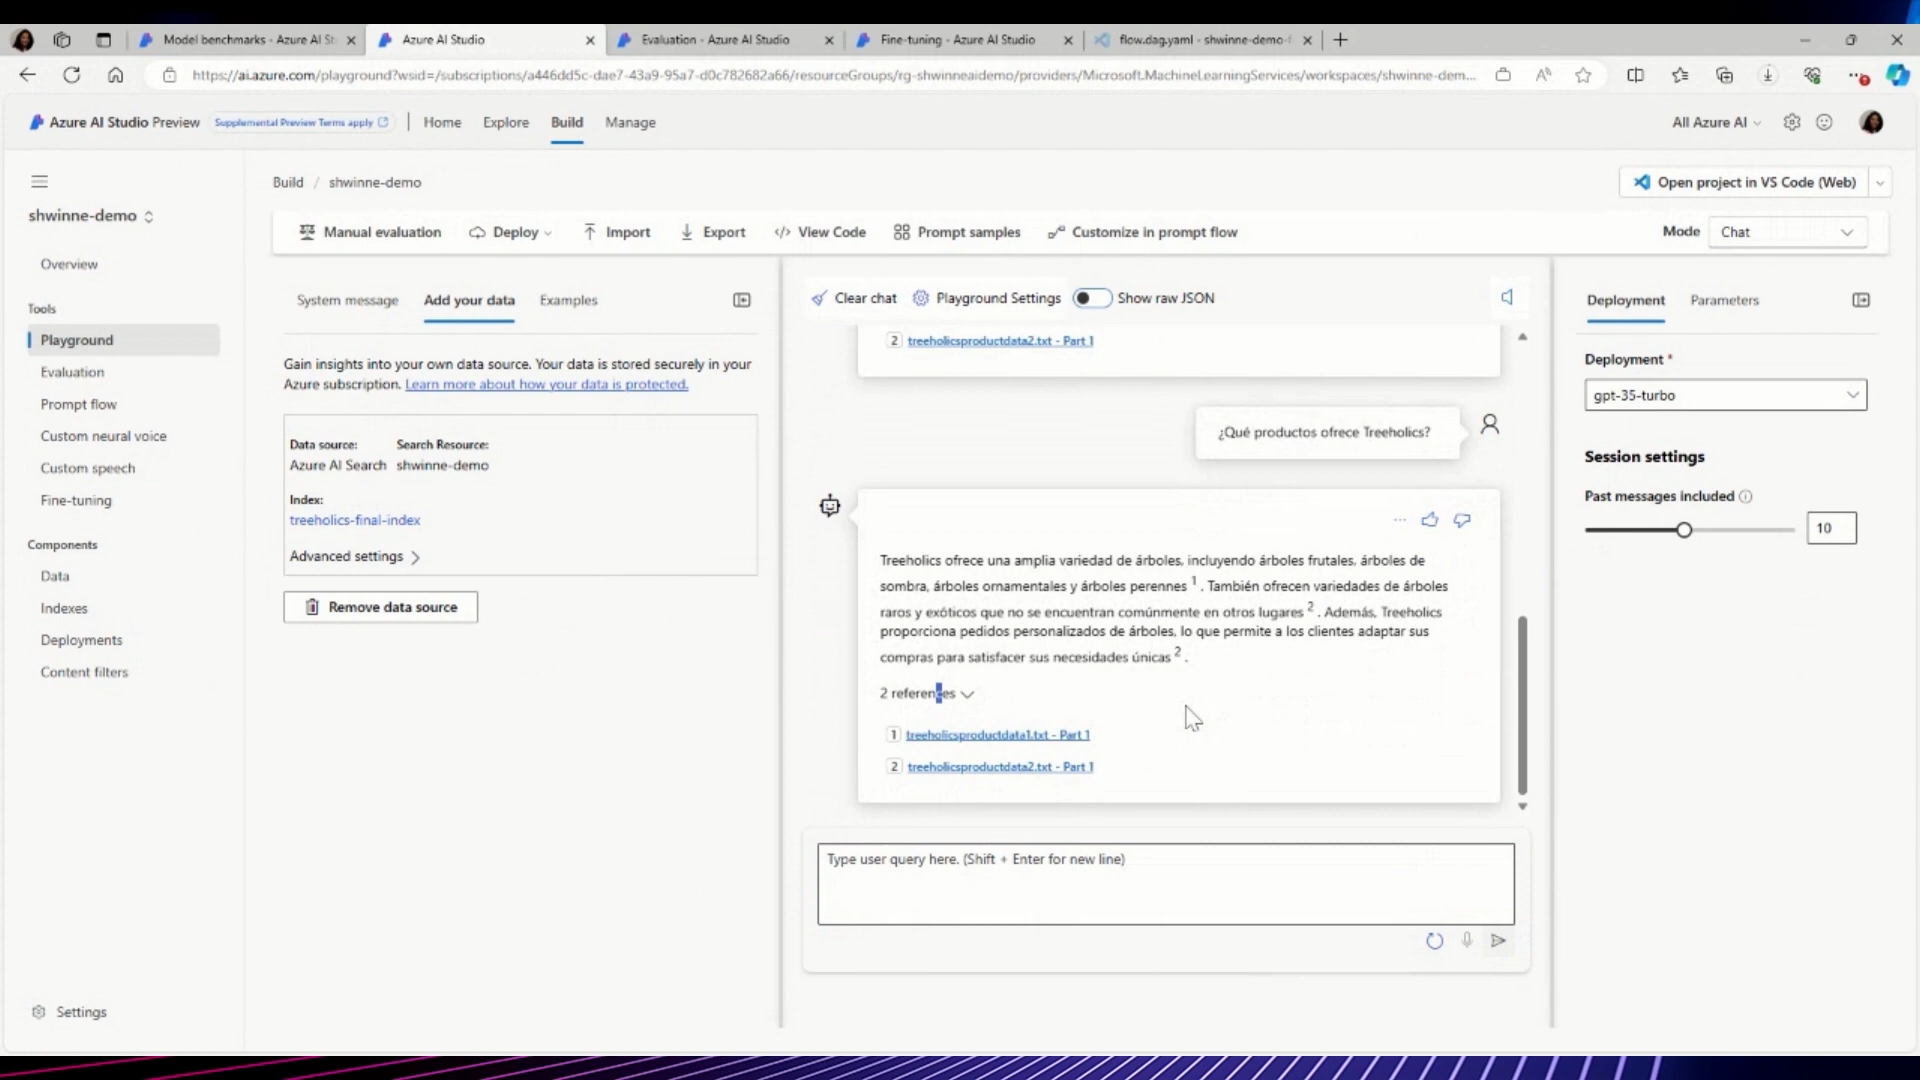 Model benchmarks - Azure AI St
Azure AI Studio
Evaluation - Azure AI Studio
Fine-tuning - Azure AI Studio
flow.dag.yaml - shwinne-demo-f
https://ai.azure.com/playground?wsid=/subscriptions/a446dd5c-dae7-43a9-95a7-d0c782682a66/resourceGroups/rg-shwinneaidemo/providers/Microsoft.MachineLearningServices/workspaces/shwinne-dem...
Azure AI Studio Preview
Supplemental Preview Terms apply
Home
Explore
Build
Manage
All Azure AI
Build / shwinne-demo
Open project in VS Code (Web)
shwinne-demo
Overview
Tools
Playground
Evaluation
Prompt flow
Custom neural voice
Custom speech
Fine-tuning
Components
Data
Indexes
Deployments
Content filters
Settings
Manual evaluation
Deploy
Import
Export
View Code
Prompt samples
Customize in prompt flow
Mode
Chat
System message
Add your data
Examples
Gain insights into your own data source. Your data is stored securely in your
Azure subscription. Learn more about how your data is protected.
Data source: Search Resource:
Azure AI Search shwinne-demo
Index:
treeholics-final-index
Advanced settings
Remove data source
Clear chat
Playground Settings
Show raw JSON
2 treeholicsproductdata2.txt - Part 1
¿Qué productos ofrece Treeholics?
Treeholics ofrece una amplia variedad de árboles, incluyendo árboles frutales, árboles de
sombra, árboles ornamentales y árboles perennes 1 . También ofrecen variedades de árboles
raros y exóticos que no se encuentran comúnmente en otros lugares 2 . Además, Treeholics
proporciona pedidos personalizados de árboles, lo que permite a los clientes adaptar sus
compras para satisfacer sus necesidades únicas 2 .
2 references
1 treeholicsproductdata1.txt - Part 1
2 treeholicsproductdata2.txt - Part 1
Type user query here. (Shift + Enter for new line)
Deployment
Parameters
Deployment *
gpt-35-turbo
Session settings
Past messages included
10